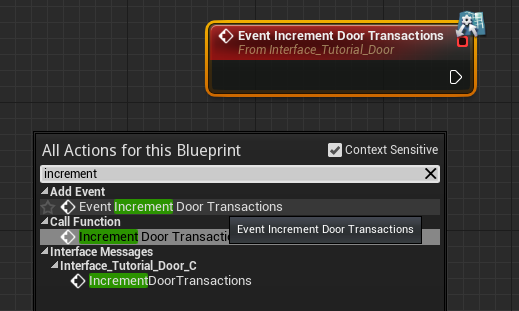 Event Increment Door Transactions
From Interface_Tutorial_Door
All Actions for this Blueprint
Context Sensitive
increment
Add Event
Event Increment Door Transactions
Call Function
Increment Door Transactio
Event Increment Door Transactions
Interface Messages
Interface_Tutorial_Door_C
IncrementDoorTransactions